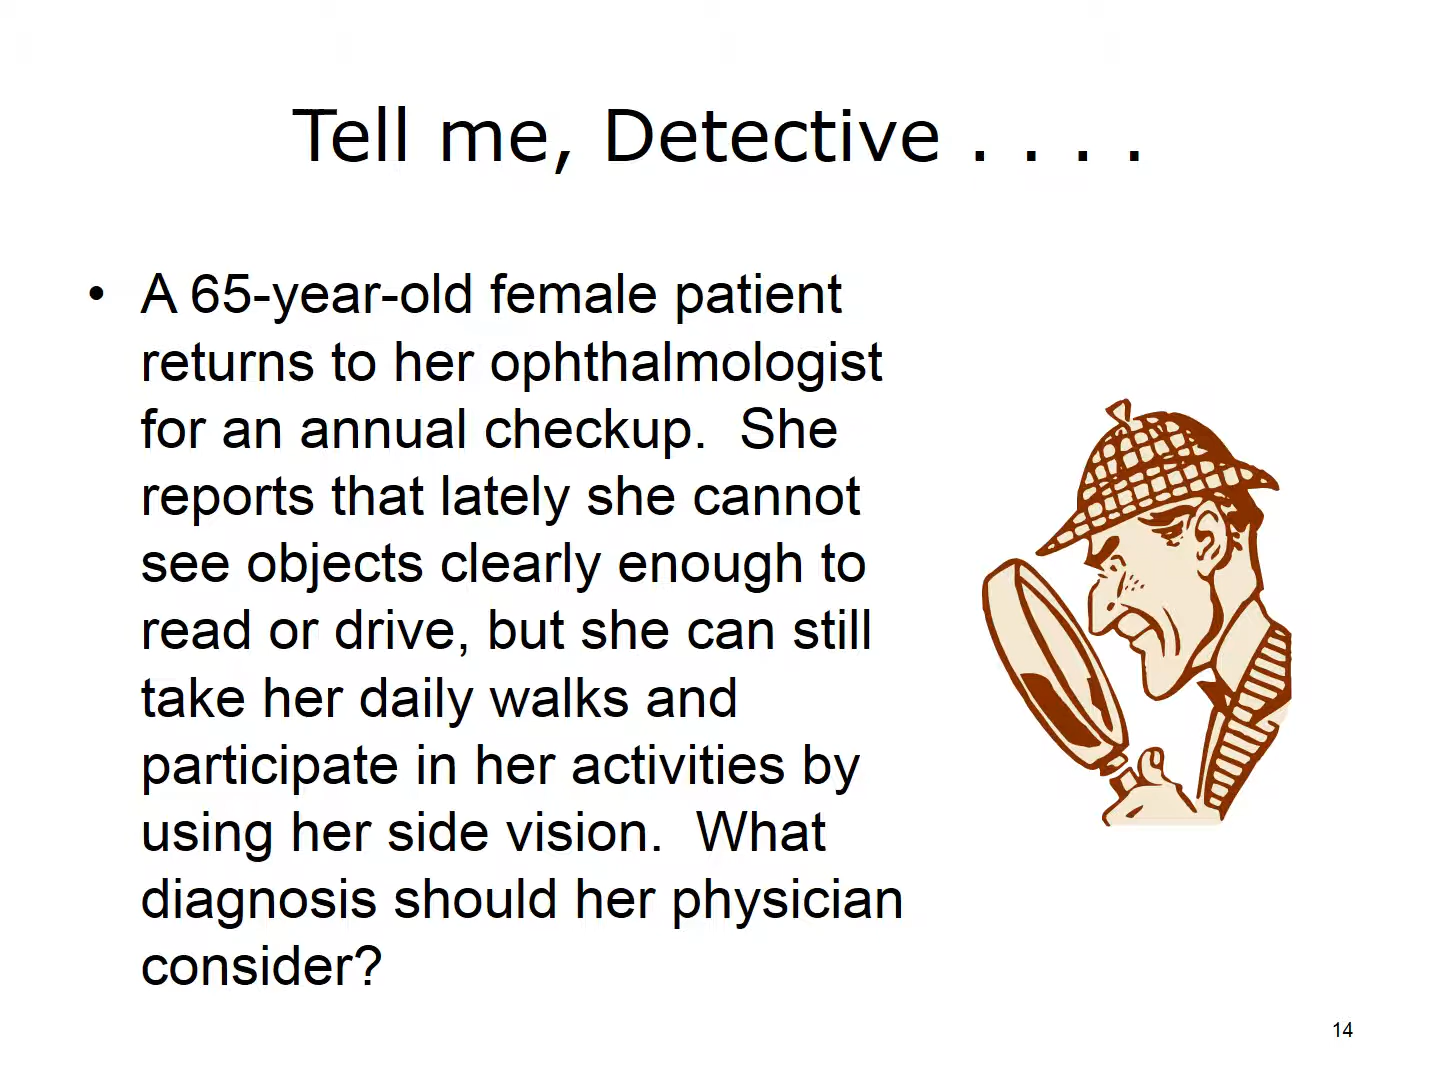 Tell me, Detective . . . .
• A 65-year-old female patient
returns to her ophthalmologist
for an annual checkup.  She
reports that lately she cannot
see objects clearly enough to
read or drive, but she can still
take her daily walks and
participate in her activities by
using her side vision.  What
diagnosis should her physician
consider?
14